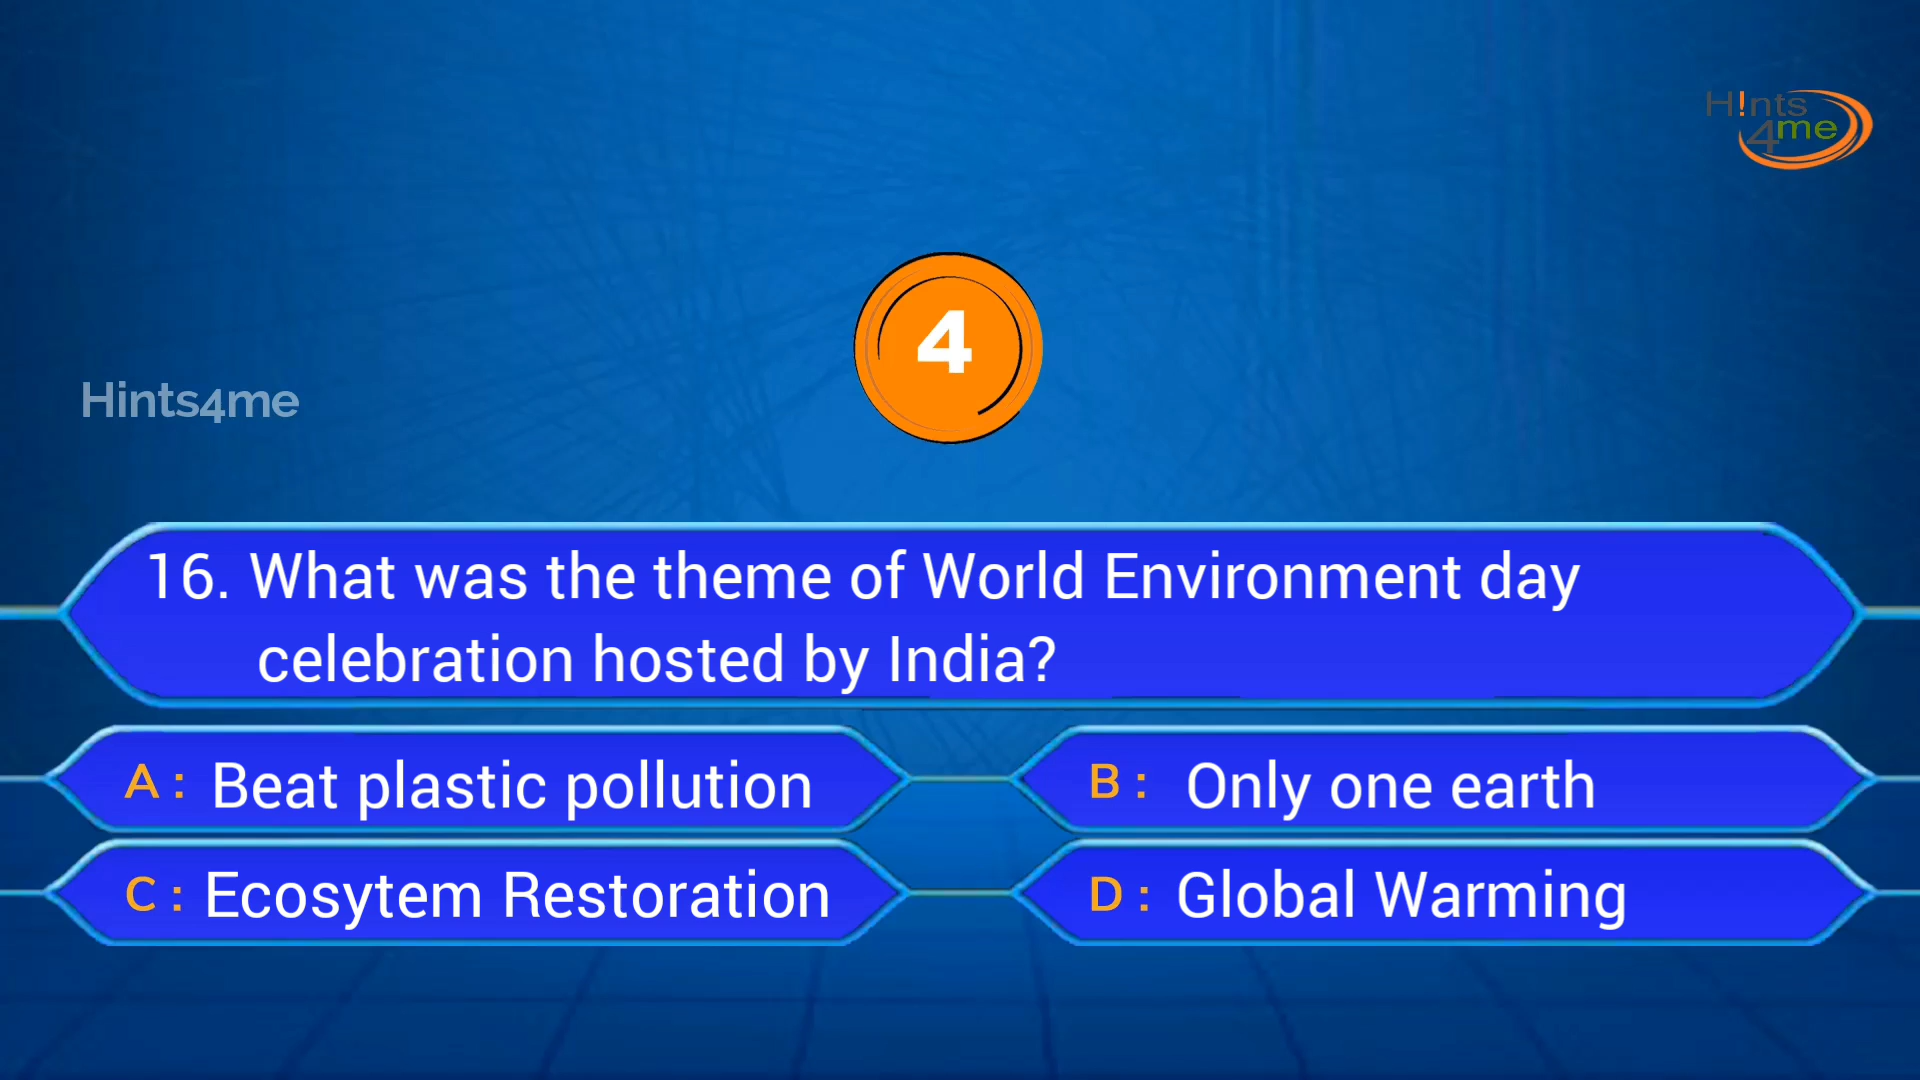 H!nts
4me
4
Hints4me
16. What was the theme of World Environment day
celebration hosted by India?
A : Beat plastic pollution
B : Only one earth
C : Ecosytem Restoration
D : Global Warming